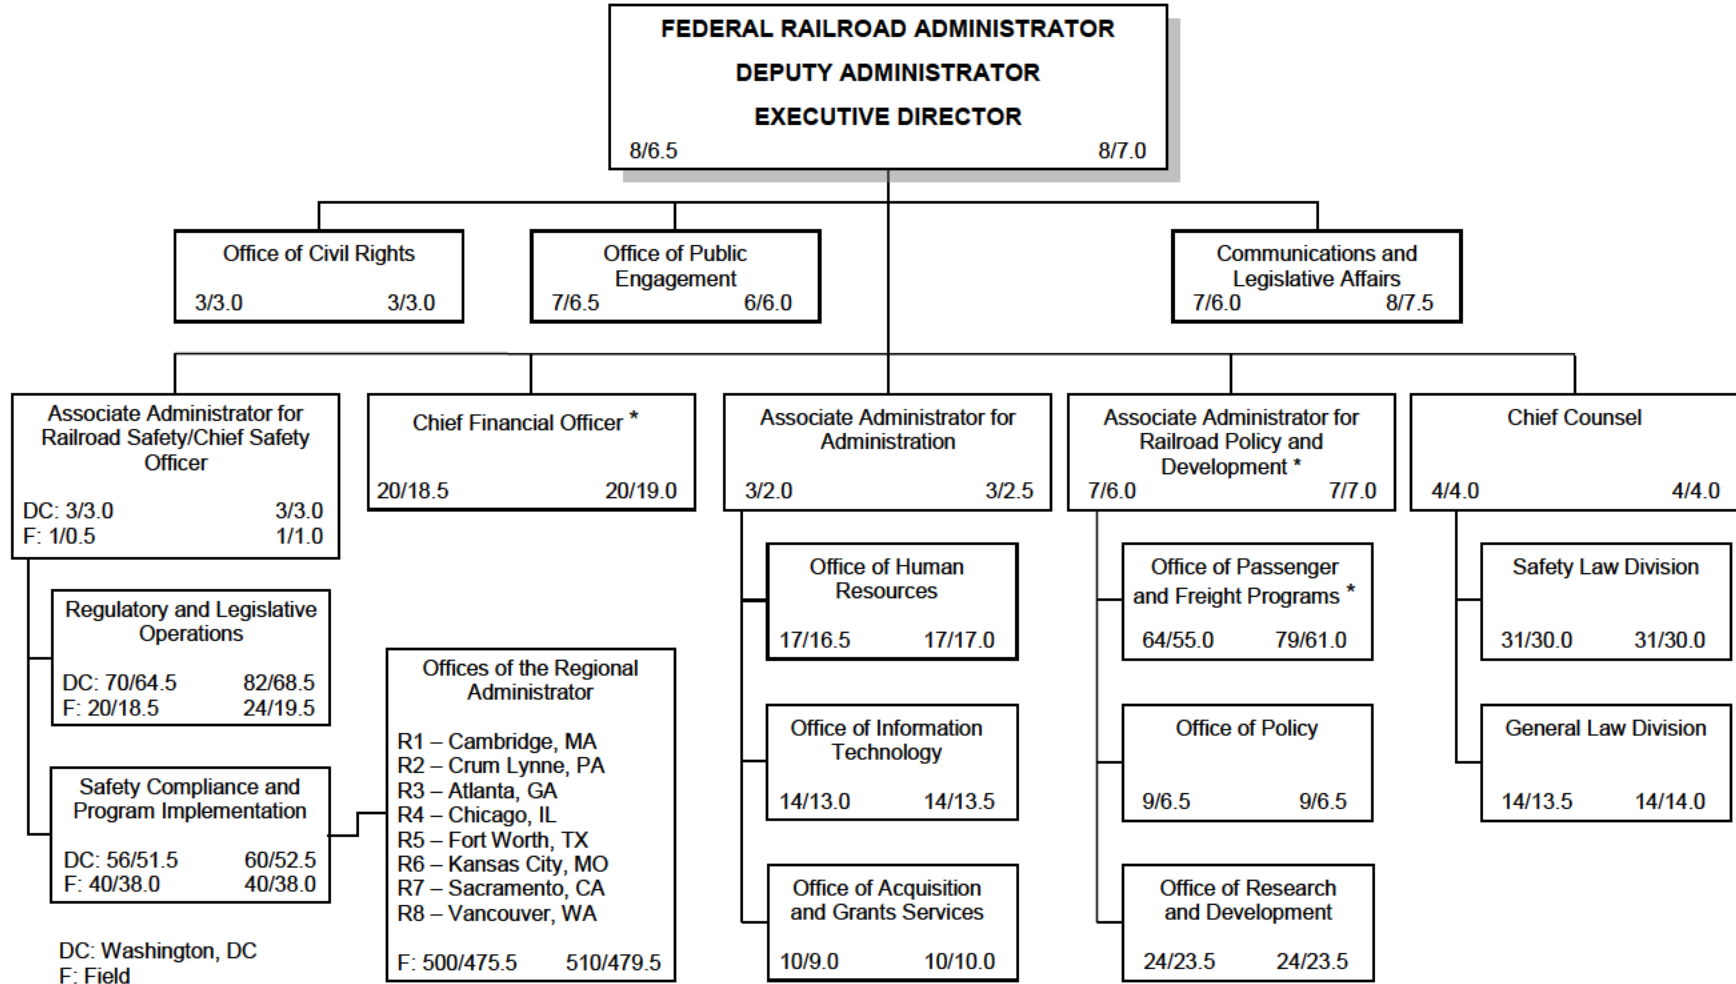 FEDERAL RAILROAD ADMINISTRATOR
DEPUTY ADMINISTRATOR
EXECUTIVE DIRECTOR
8/6.5 8/7.0
Office of Civil Rights
3/3.0 3/3.0
Office of Public
Engagement
7/6.5 6/6.0
Communications and
Legislative Affairs
7/6.0 8/7.5
Associate Administrator for
Railroad Safety/Chief Safety
Officer
DC: 3/3.0 3/3.0
F: 1/0.5 1/1.0
Chief Financial Officer *
20/18.5 20/19.0
Associate Administrator for
Administration
3/2.0 3/2.5
Associate Administrator for
Railroad Policy and
Development *
7/6.0 7/7.0
Chief Counsel
4/4.0 4/4.0
Regulatory and Legislative
Operations
DC: 70/64.5 82/68.5
F: 20/18.5 24/19.5
Safety Compliance and
Program Implementation
DC: 56/51.5 60/52.5
F: 40/38.0 40/38.0
DC: Washington, DC
F: Field
Offices of the Regional
Administrator
R1 – Cambridge, MA
R2 – Crum Lynne, PA
R3 – Atlanta, GA
R4 – Chicago, IL
R5 – Fort Worth, TX
R6 – Kansas City, MO
R7 – Sacramento, CA
R8 – Vancouver, WA
F: 500/475.5 510/479.5
Office of Human
Resources
17/16.5 17/17.0
Office of Information
Technology
14/13.0 14/13.5
Office of Acquisition
and Grants Services
10/9.0 10/10.0
Office of Passenger
and Freight Programs *
64/55.0 79/61.0
Office of Policy
9/6.5 9/6.5
Office of Research
and Development
24/23.5 24/23.5
Safety Law Division
31/30.0 31/30.0
General Law Division
14/13.5 14/14.0